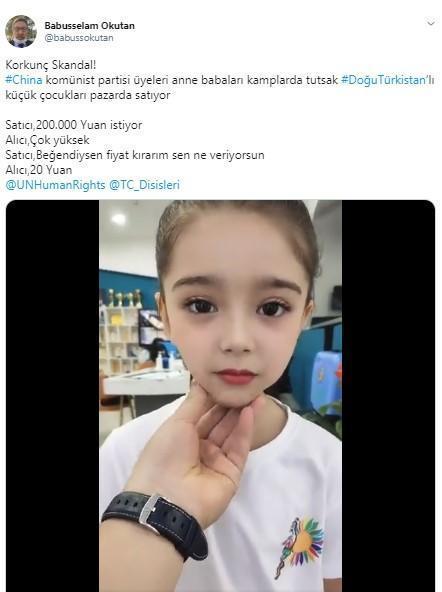 Babusselam Okutan
@babussokutan
Korkunç Skandal!
#China komünist partisi üyeleri anne babaları kamplarda tutsak #DoğuTürkistan'lı
küçük çocukları pazarda satıyor
Satıcı,200.000 Yuan istiyor
Alıcı,Çok yüksek
Satıcı,Beğendiysen fiyat kırarım sen ne veriyorsun
Alıcı,20 Yuan
@UNHumanRights @TC_Disisleri